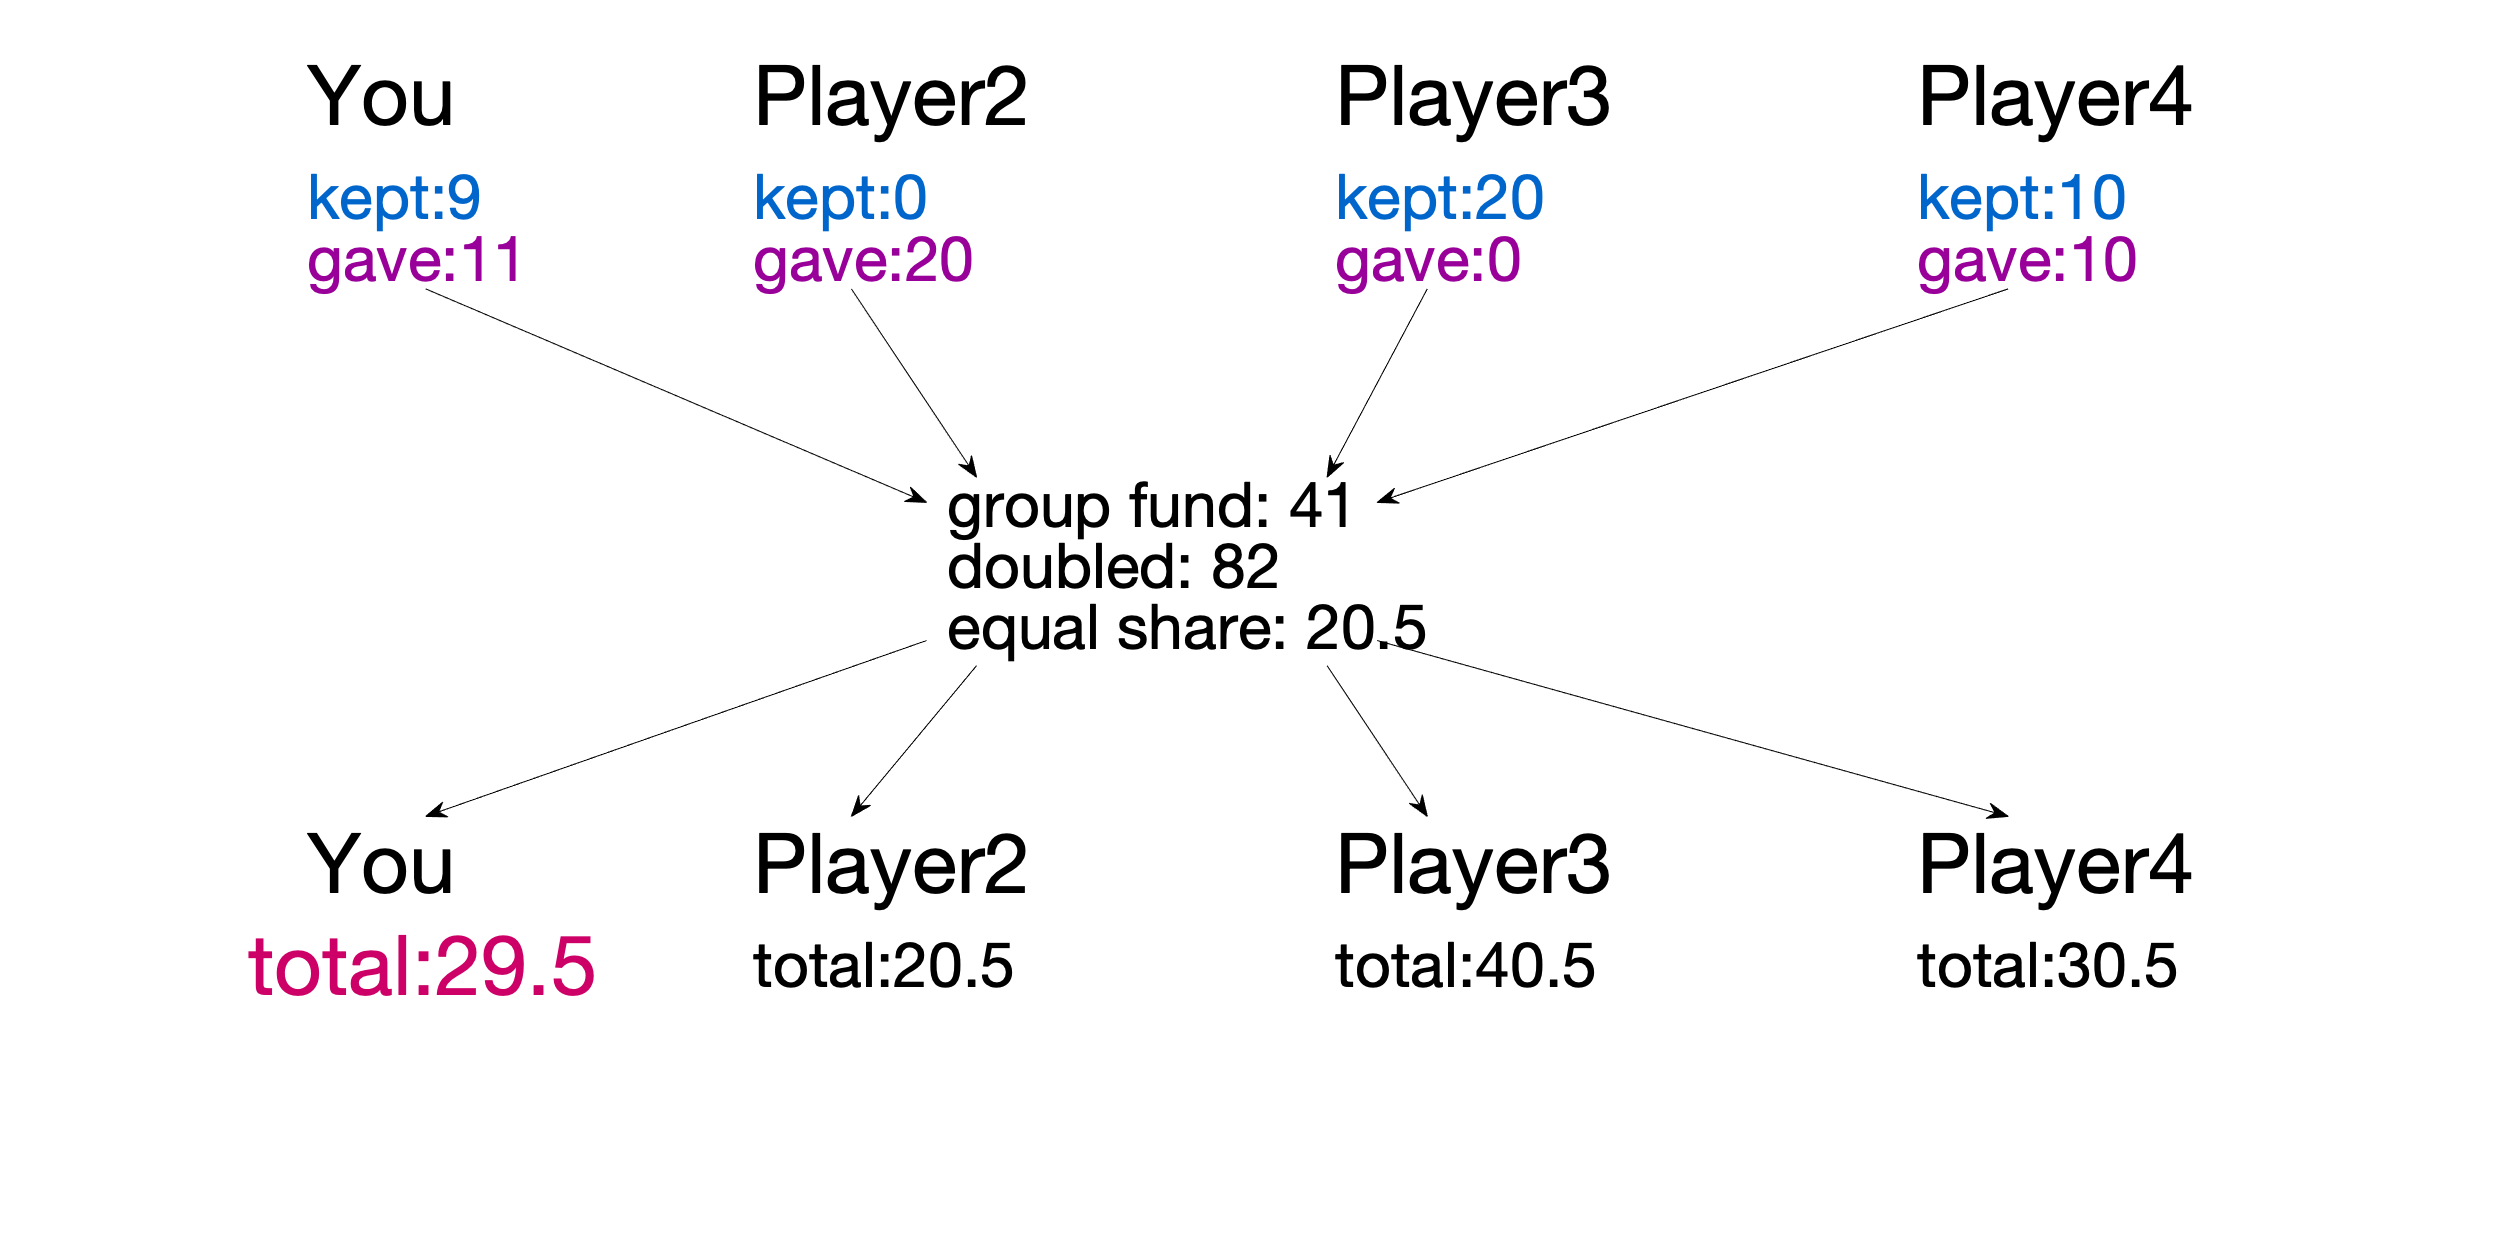 You Player2 Player3 Player4
kept:9 kept:0 kept:20 kept:10
gave:11 gave:20 gave:0 gave:10
group fund: 41
doubled: 82
equal share: 20.5
You Player2 Player3 Player4
total:29.5 total:20.5 total:40.5 total:30.5